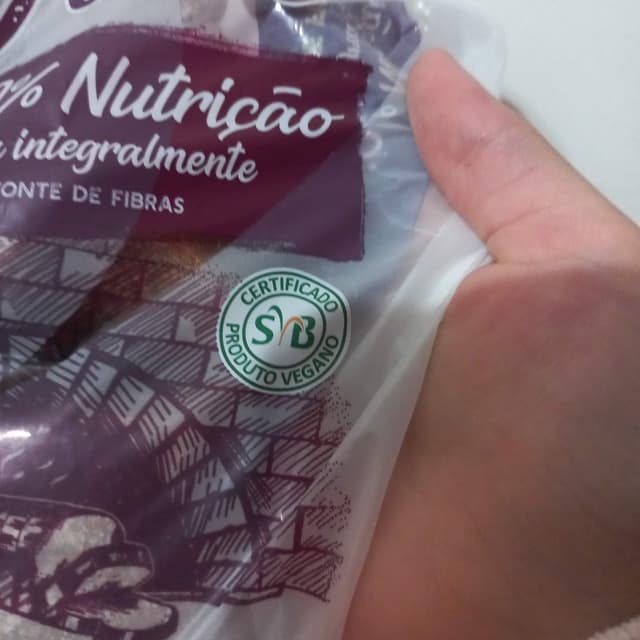 % Nutrição
integralmente
FONTE DE FIBRAS
CERTIFICADO
SVB
PRODUTO VEGANO